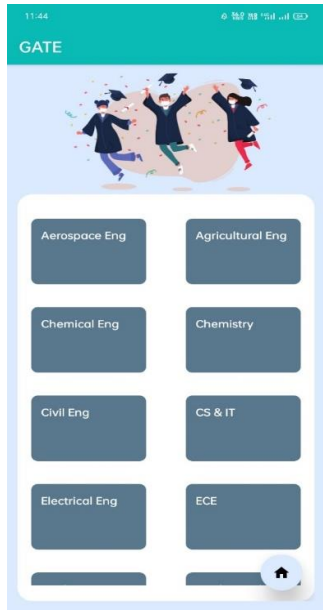 11:44
GATE
Aerospace Eng
Agricultural Eng
Chemical Eng
Chemistry
Civil Eng
CS & IT
Electrical Eng
ECE